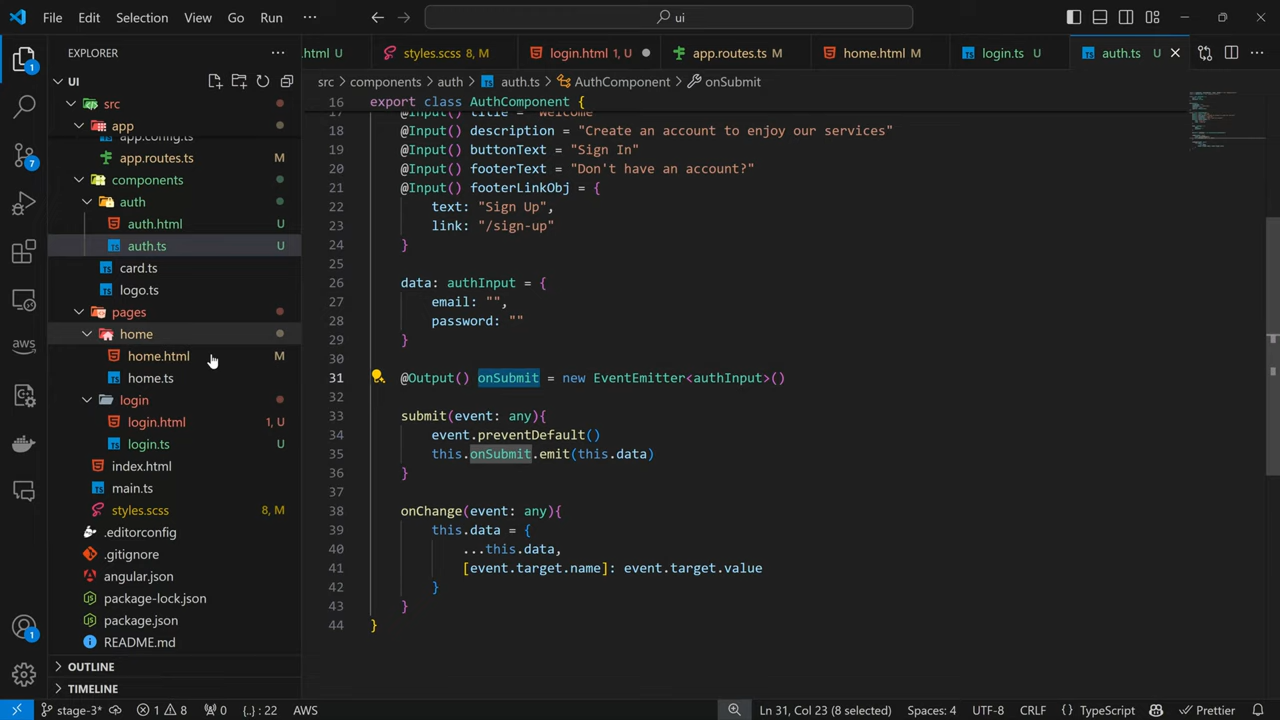 File Edit Selection View Go Run ··· ui
EXPLORER ··· .html U styles.scss 8, M login.html 1, U app.routes.ts M home.html M login.ts U auth.ts U
UI
src > components > auth > auth.ts > AuthComponent > onSubmit
src
app
app.config.ts
app.routes.ts M
components
auth
auth.html U
auth.ts U
card.ts
logo.ts
pages
home
home.html M
home.ts
login
login.html 1, U
login.ts U
index.html
main.ts
styles.scss 8, M
.editorconfig
.gitignore
angular.json
package-lock.json
package.json
README.md
OUTLINE
TIMELINE
1
7
aws
1
16 export class AuthComponent {
17 @Input() title = "Welcome"
18 @Input() description = "Create an account to enjoy our services"
19 @Input() buttonText = "Sign In"
20 @Input() footerText = "Don't have an account?"
21 @Input() footerLinkObj = {
22 text: "Sign Up",
23 link: "/sign-up"
24 }
25
26 data: authInput = {
27 email: "",
28 password: ""
29 }
30
31 @Output() onSubmit = new EventEmitter<authInput>()
32
33 submit(event: any){
34 event.preventDefault()
35 this.onSubmit.emit(this.data)
36 }
37
38 onChange(event: any){
39 this.data = {
40 ...this.data,
41 [event.target.name]: event.target.value
42 }
43 }
44 }
stage-3* 1 8 0 {..}: 22 AWS Ln 31, Col 23 (8 selected) Spaces: 4 UTF-8 CRLF {} TypeScript Prettier